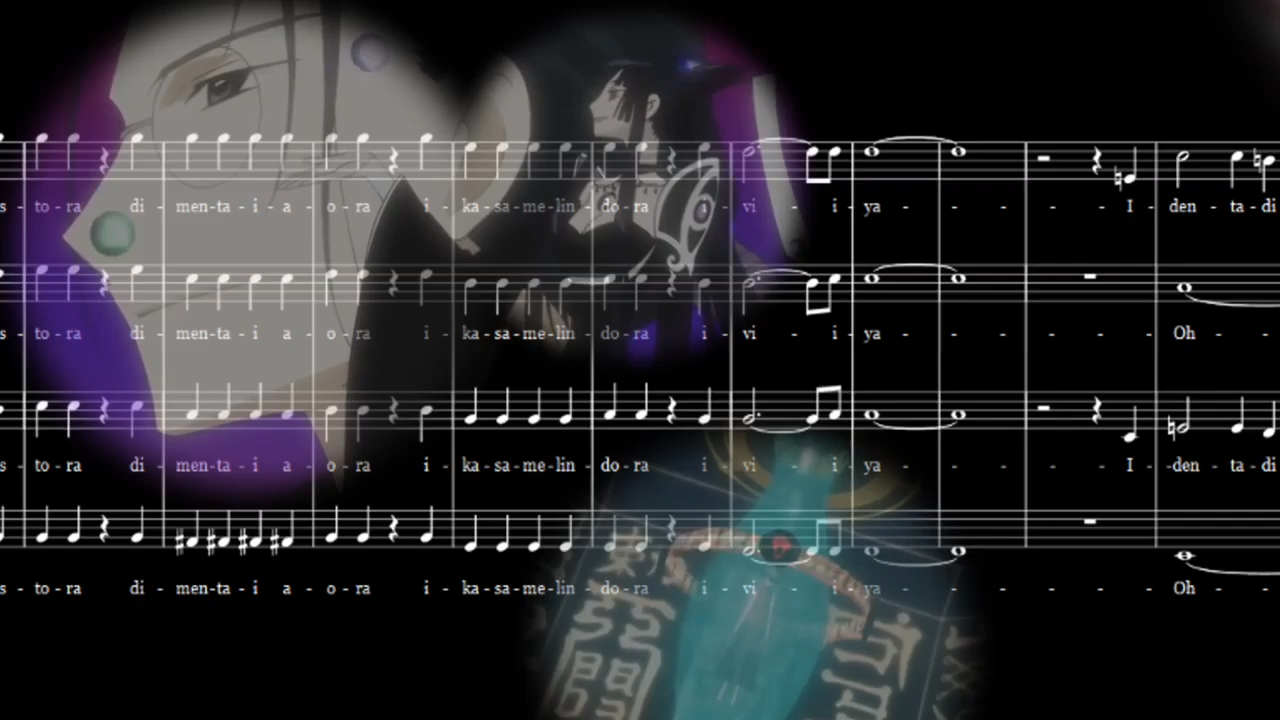 s - to - ra di - men - ta - i - a - o - ra i - ka - sa - me - lin - do - ra i - vi - i - ya - - - - - - I - den - ta - di
s - to - ra di - men - ta - i - a - o - ra i - ka - sa - me - lin - do - ra i - vi - i - ya - - - - - - Oh - -
s - to - ra di - men - ta - i - a - o - ra i - ka - sa - me - lin - do - ra i - vi - i - ya - - - - - - I - den - ta - di
s - to - ra di - men - ta - i - a - o - ra i - ka - sa - me - lin - do - ra i - vi - i - ya - - - - - - Oh - -